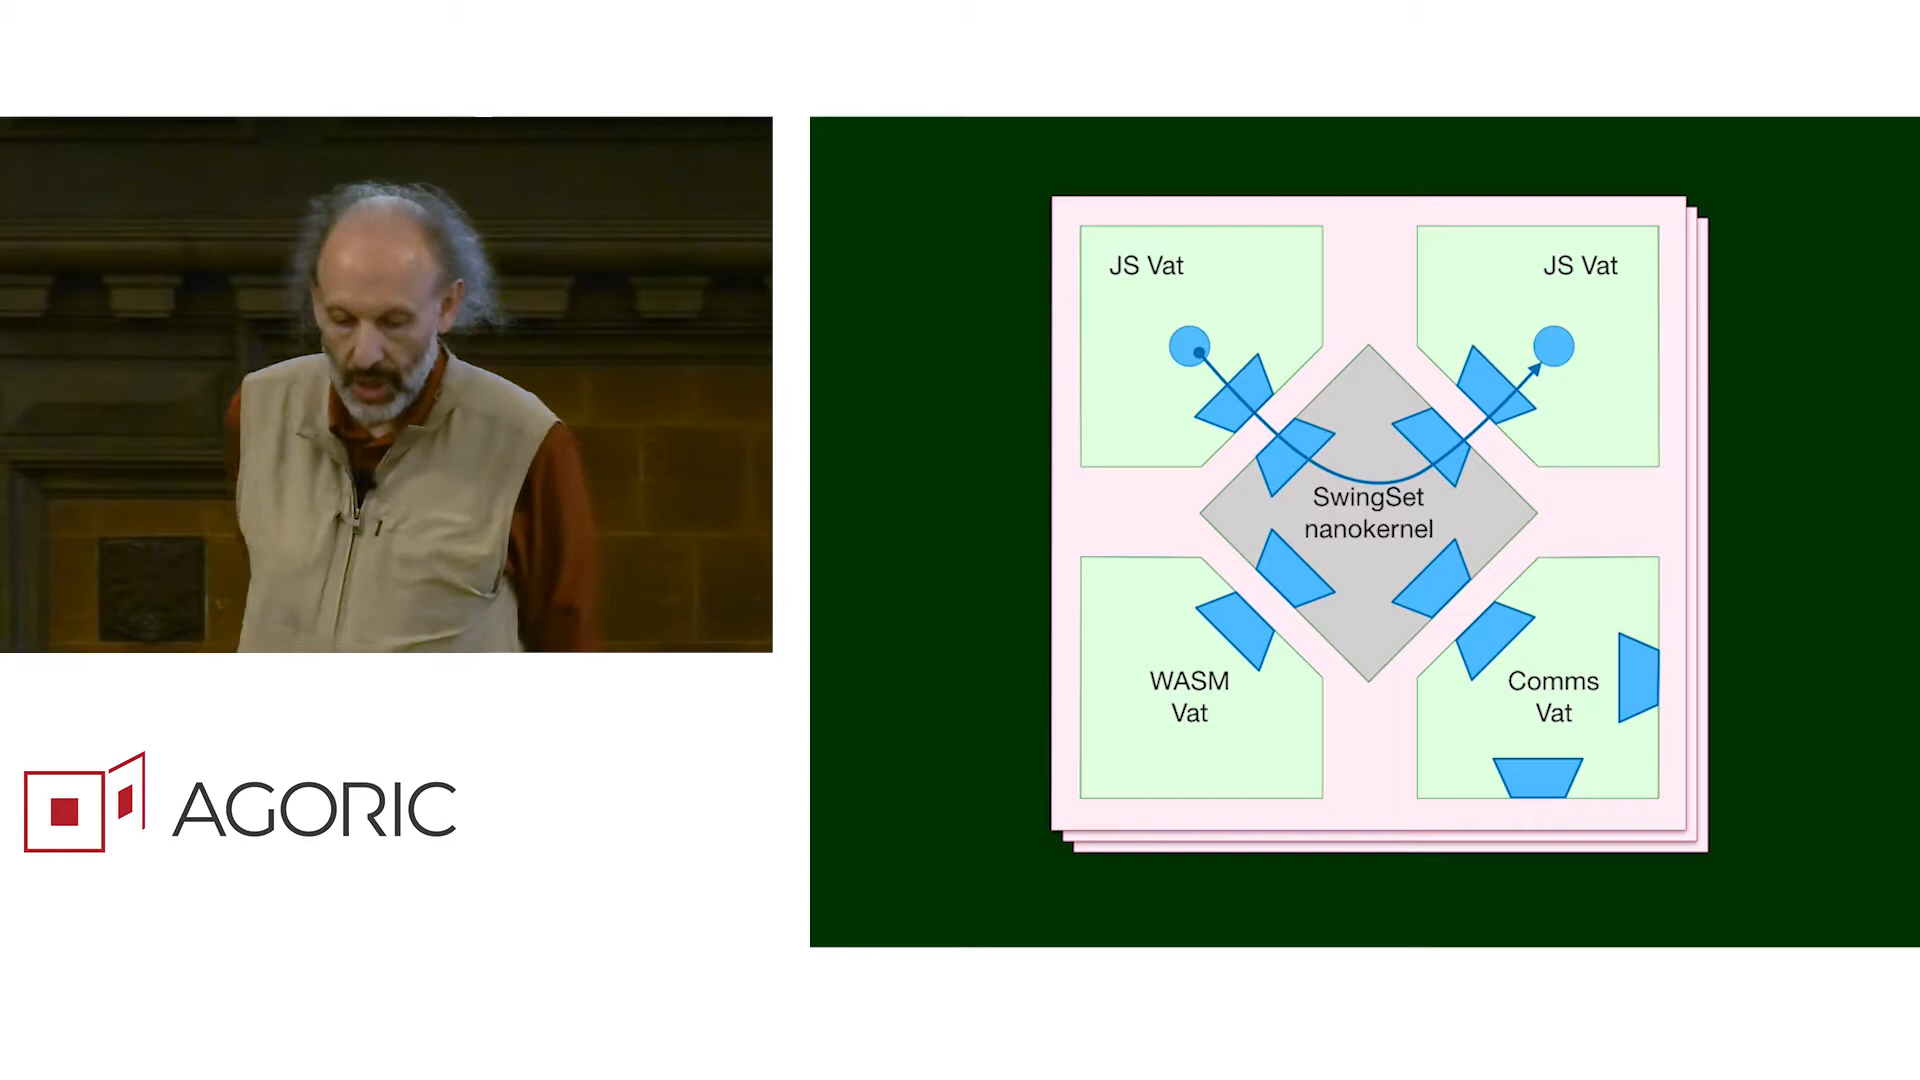 JS Vat
JS Vat
SwingSet
nanokernel
WASM
Vat
Comms
Vat
AGORIC